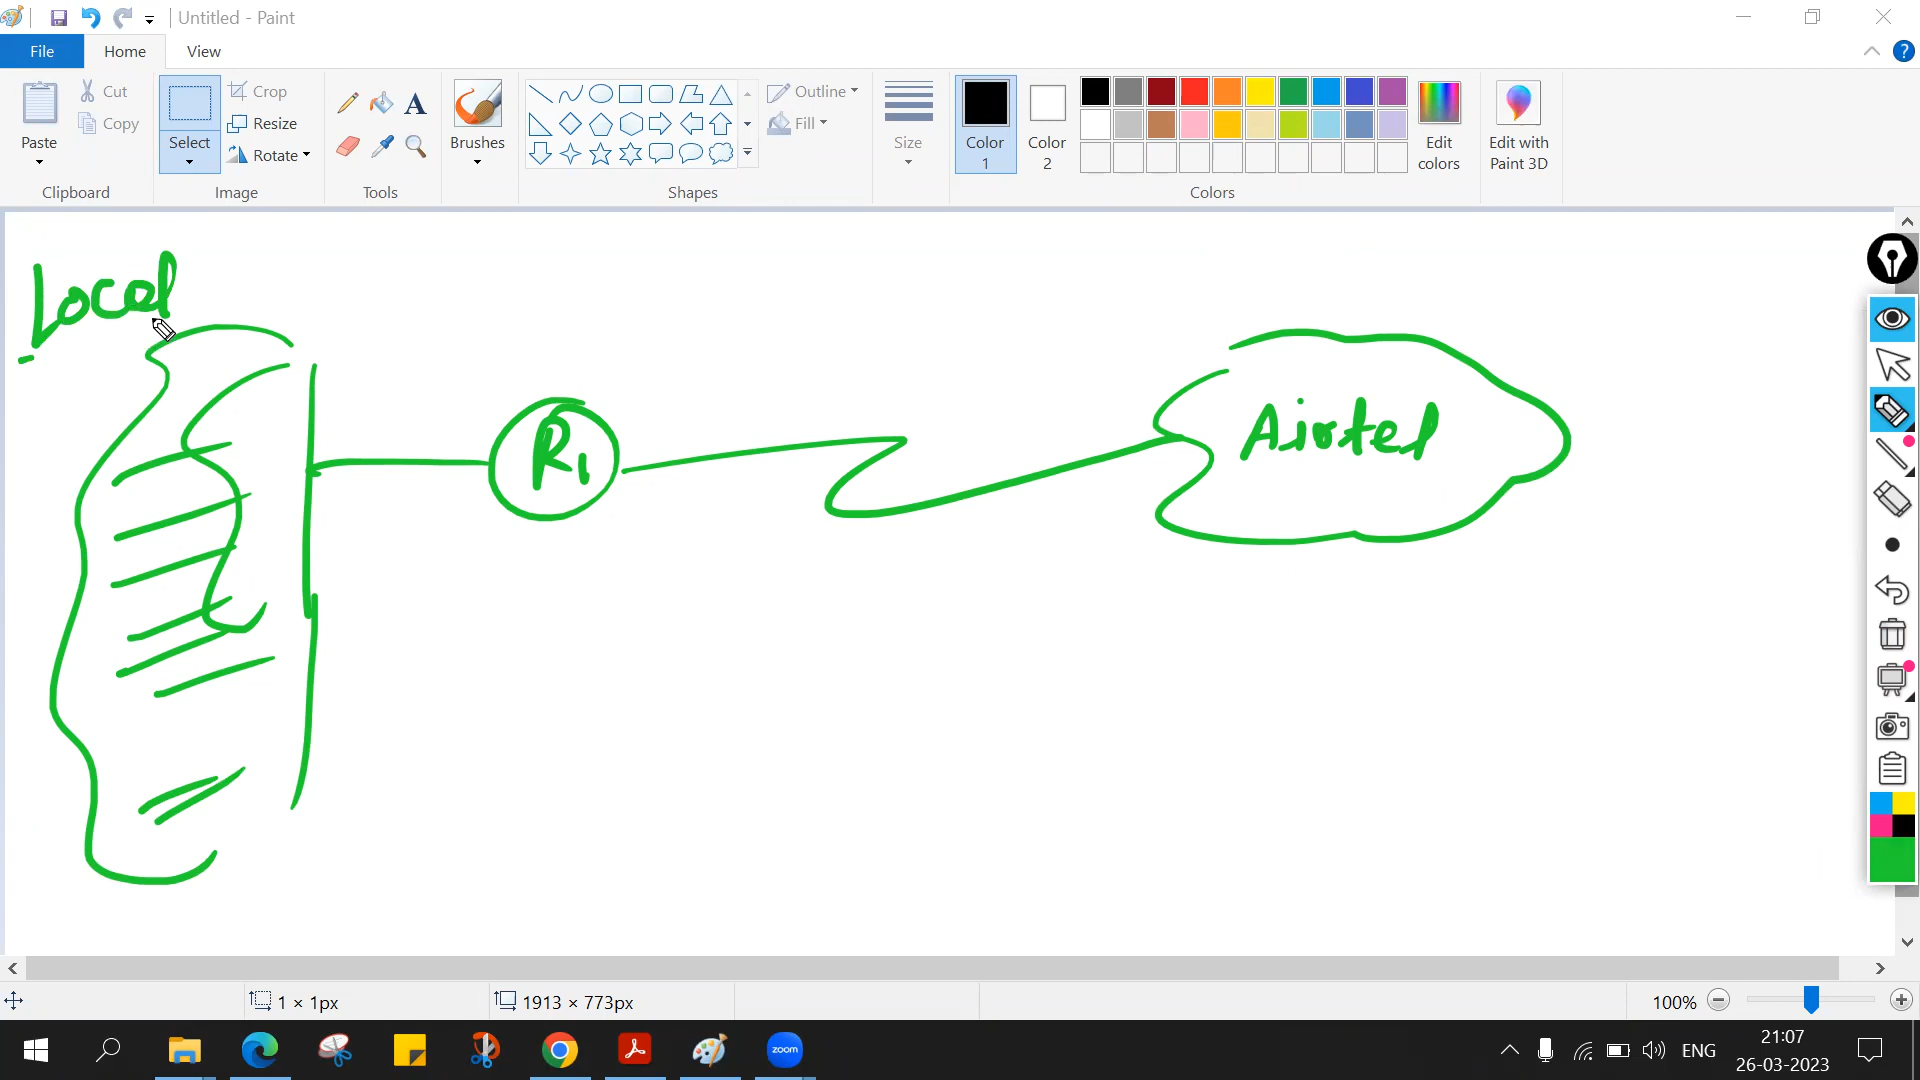 Untitled - Paint
File Home View
Paste
Cut
Copy
Clipboard
Select
Crop
Resize
Rotate
Image
A
Tools
Brushes
Shapes
Outline
Fill
Size
Color 1
Color 2
Colors
Edit colors
Edit with Paint 3D
Local
R1
Airtel
1 × 1px
1913 × 773px
100%
zoom
ENG
21:07
26-03-2023